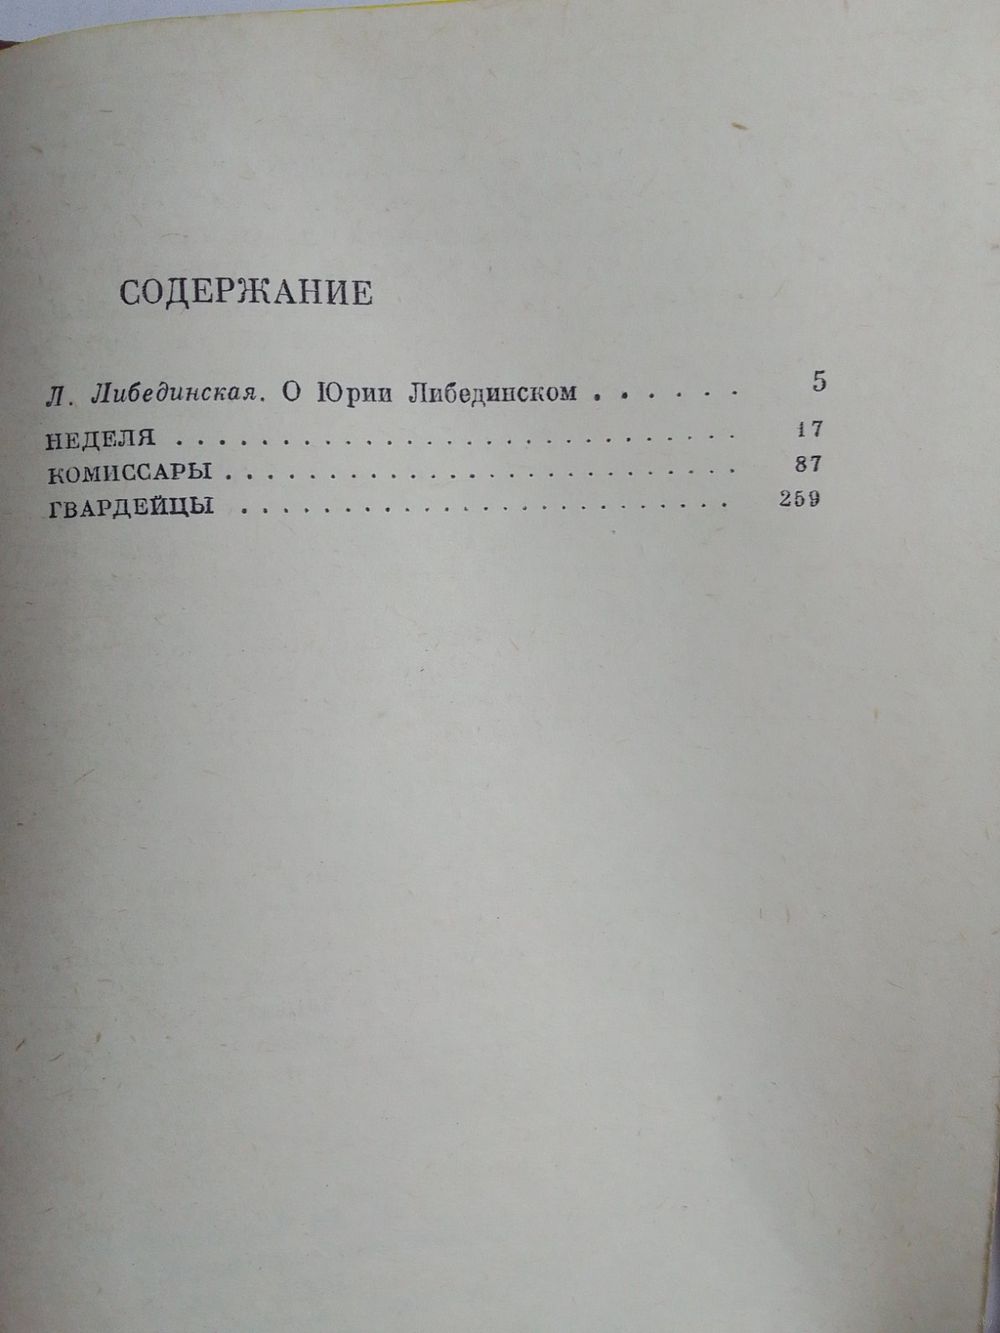 СОДЕРЖАНИЕ
Л. Либединская. О Юрии Либединском . . . . . . 5
НЕДЕЛЯ . . . . . . . . . . . . . . . . . . . . . . 17
КОМИССАРЫ . . . . . . . . . . . . . . . . . . . . 87
ГВАРДЕЙЦЫ . . . . . . . . . . . . . . . . . . . . 259